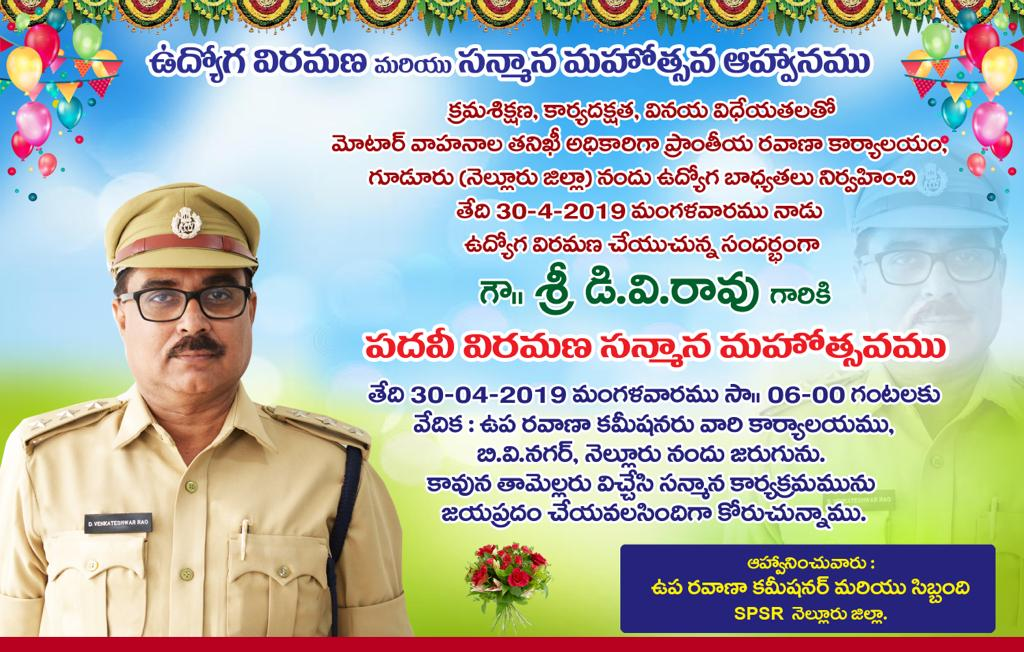 ఉద్యోగ విరమణ మరియు సన్మాన మహోత్సవ ఆహ్వానము
క్రమశిక్షణ, కార్యదక్షత, వినయ విధేయతలతో
మోటార్ వాహనాల తనిఖీ అధికారిగా ప్రాంతీయ రవాణా కార్యాలయం,
గూడూరు (నెల్లూరు జిల్లా) నందు ఉద్యోగ బాధ్యతలు నిర్వహించి
తేది 30-4-2019 మంగళవారము నాడు
ఉద్యోగ విరమణ చేయుచున్న సందర్భంగా
గౌ॥ శ్రీ డి.వి.రావు గారికి
పదవీ విరమణ సన్మాన మహోత్సవము
తేది 30-04-2019 మంగళవారము సా॥ 06-00 గంటలకు
వేదిక : ఉప రవాణా కమీషనరు వారి కార్యాలయము,
బి.వి.నగర్, నెల్లూరు నందు జరుగును.
కావున తామెల్లరు విచ్చేసి సన్మాన కార్యక్రమమును
జయప్రదం చేయవలసిందిగా కోరుచున్నాము.
D.VENKATESHWAR RAO
D.VENKATESHWAR RAO
ఆహ్వానించువారు :
ఉప రవాణా కమీషనర్ మరియు సిబ్బంది
SPSR నెల్లూరు జిల్లా.